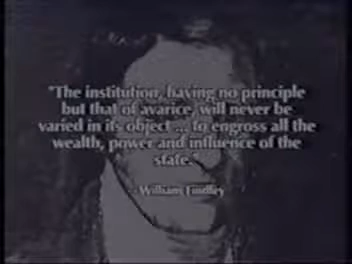 "The institution, having no principle
but that of avarice, will never be
varied in its object ... to engross all the
wealth, power and influence of the
state."
- William Findley